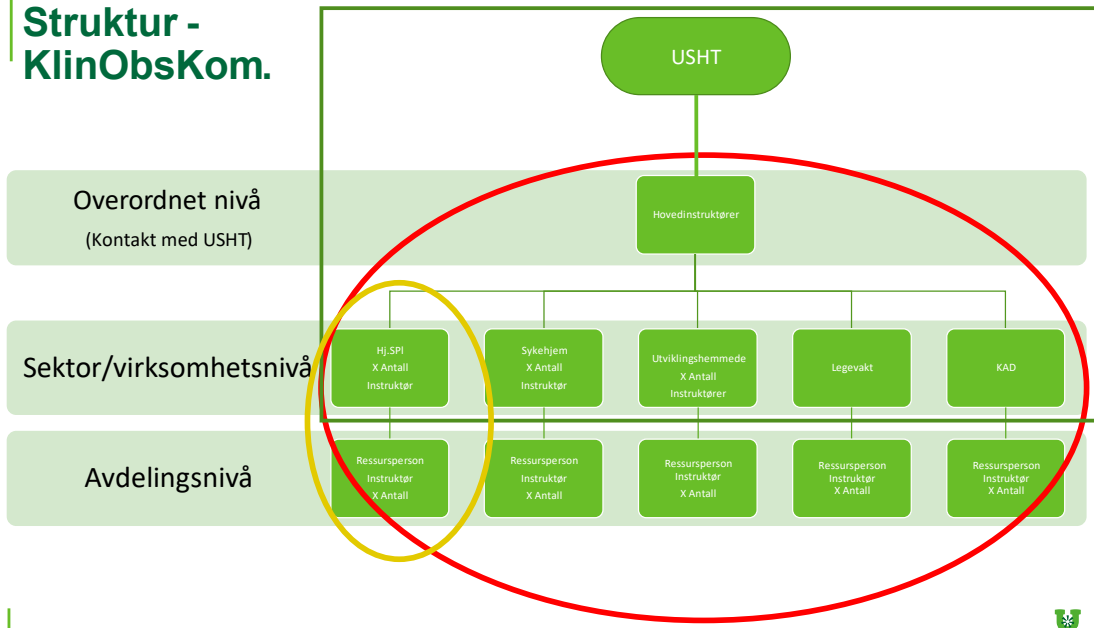 Struktur -
KlinObsKom.
USHT
Overordnet nivå
(Kontakt med USHT)
Hovedinstruktører
Sektor/virksomhetsnivå
Hj.SPl
X Antall
Instruktør
Sykehjem
X Antall
Instruktør
Utviklingshemmede
X Antall
Instruktører
Legevakt
KAD
Avdelingsnivå
Ressursperson
Instruktør
X Antall
Ressursperson
Instruktør
X Antall
Ressursperson
Instruktør
X Antall
Ressursperson
Instruktør
X Antall
Ressursperson
Instruktør
X Antall